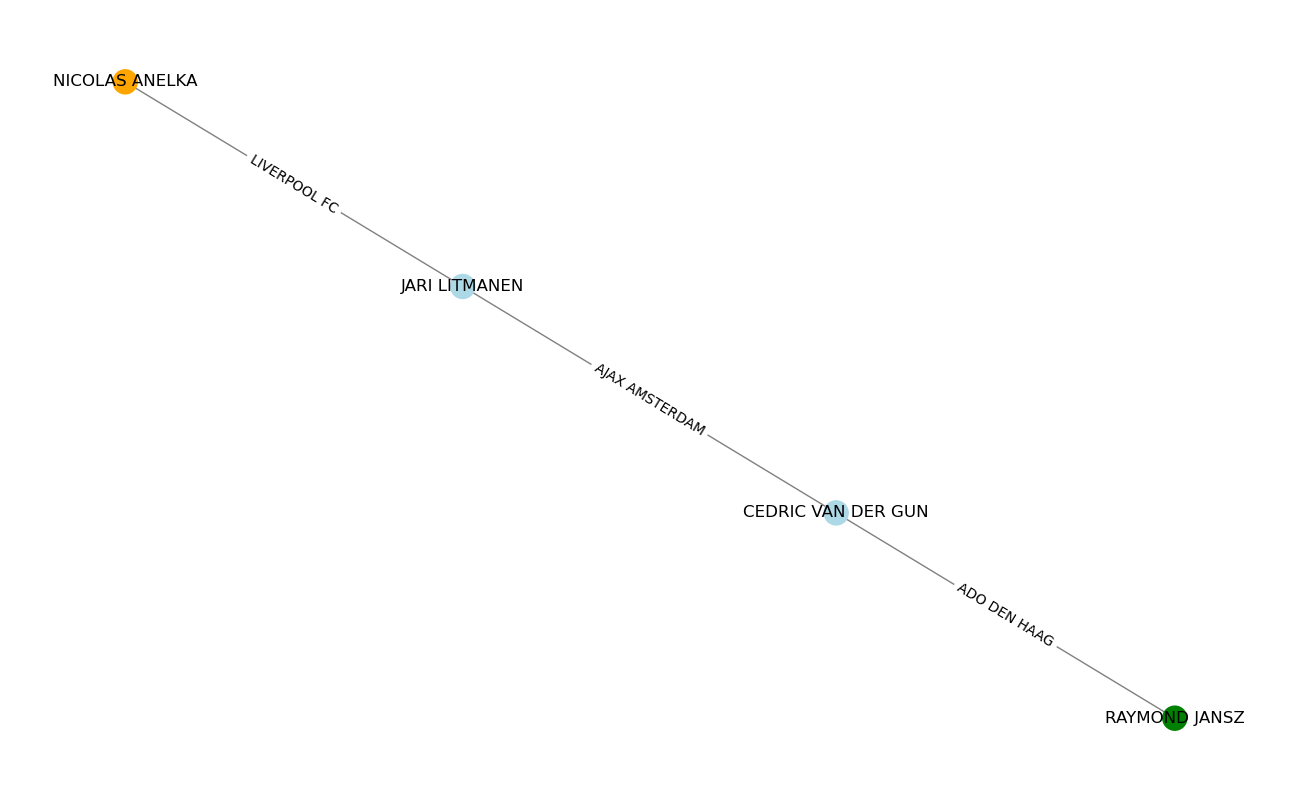 NICOLAS ANELKA
LIVERPOOL FC
JARI LITMANEN
AJAX AMSTERDAM
CEDRIC VAN DER GUN
ADO DEN HAAG
RAYMOND JANSZ